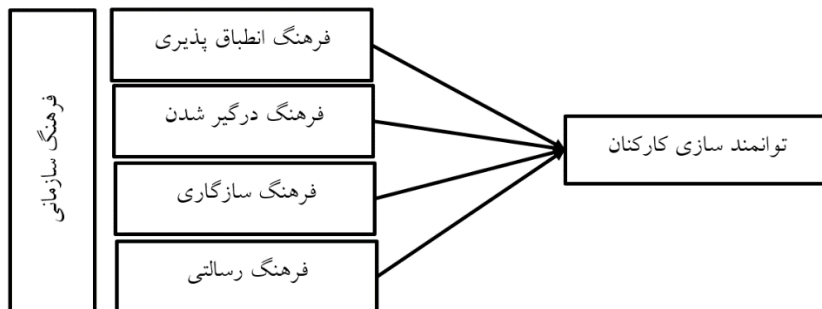 فرهنگ سازمانی
فرهنگ انطباق پذیری
فرهنگ درگیر شدن
فرهنگ سازگاری
فرهنگ رسالتی
توانمند سازی کارکنان